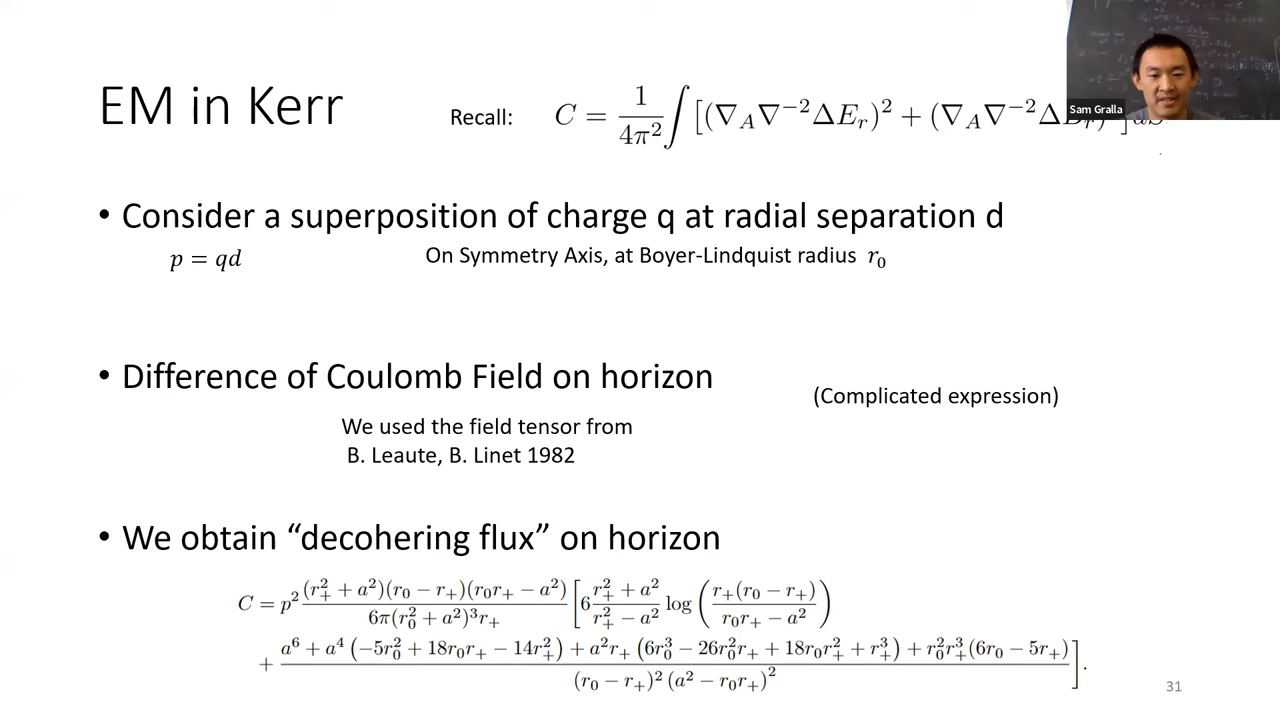 Sam Gralla
EM in Kerr
Recall: C = \frac{1}{4\pi^2} \int [(\nabla_A \nabla^{-2} \Delta E_r)^2 + (\nabla_A \nabla^{-2} \Delta
• Consider a superposition of charge q at radial separation d
p = qd On Symmetry Axis, at Boyer-Lindquist radius r_0
• Difference of Coulomb Field on horizon
(Complicated expression)
We used the field tensor from
B. Leaute, B. Linet 1982
• We obtain “decohering flux” on horizon
C = p^2 \frac{(r_+^2 + a^2)(r_0 - r_+)(r_0 r_+ - a^2)}{6\pi(r_0^2 + a^2)^3 r_+} [ 6 \frac{r_+^2 + a^2}{r_+^2 - a^2} \log ( \frac{r_+(r_0 - r_+)}{r_0 r_+ - a^2} )
+ \frac{a^6 + a^4 (-5r_0^2 + 18r_0 r_+ - 14r_+^2) + a^2 r_+ (6r_0^3 - 26r_0^2 r_+ + 18r_0 r_+^2 + r_+^3) + r_0^2 r_+^3 (6r_0 - 5r_+)}{(r_0 - r_+)^2 (a^2 - r_0 r_+)^2} ].
31